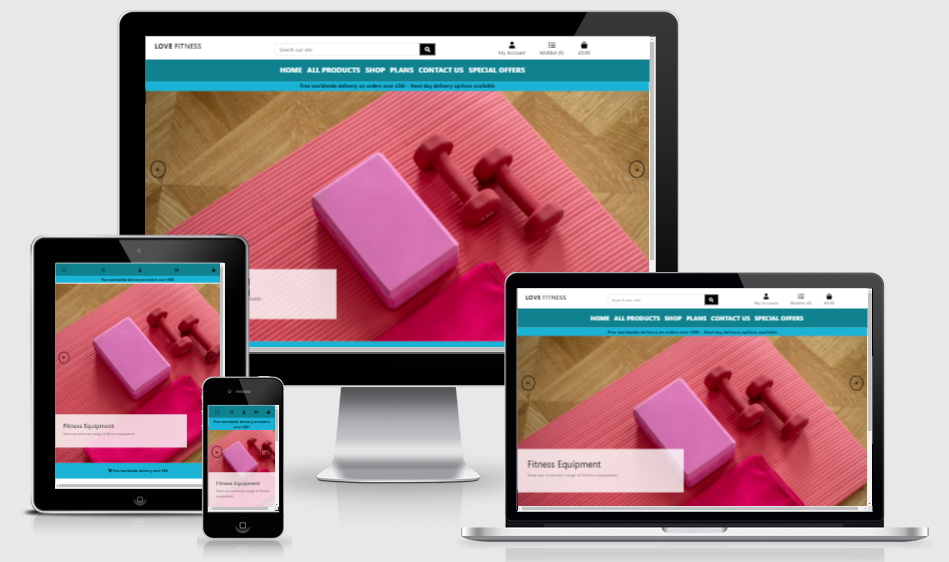 LOVE FITNESS
Search our site
My Account Wishlist (0) £0.00
HOME ALL PRODUCTS SHOP PLANS CONTACT US SPECIAL OFFERS
Free worldwide delivery on orders over £50! - Next day delivery options available
Free worldwide delivery on orders over £50!
Fitness Equipment
View our extensive range of fitness equipment.
Free worldwide delivery over £50
Free worldwide delivery on orders
over £50!
Fitness Equipment
View our extensive range of fitness
equipment.
LOVE FITNESS
Search our site
My Account Wishlist (0) £0.00
HOME ALL PRODUCTS SHOP PLANS CONTACT US SPECIAL OFFERS
Free worldwide delivery on orders over £50! - Next day delivery options available
Fitness Equipment
View our extensive range of fitness equipment.